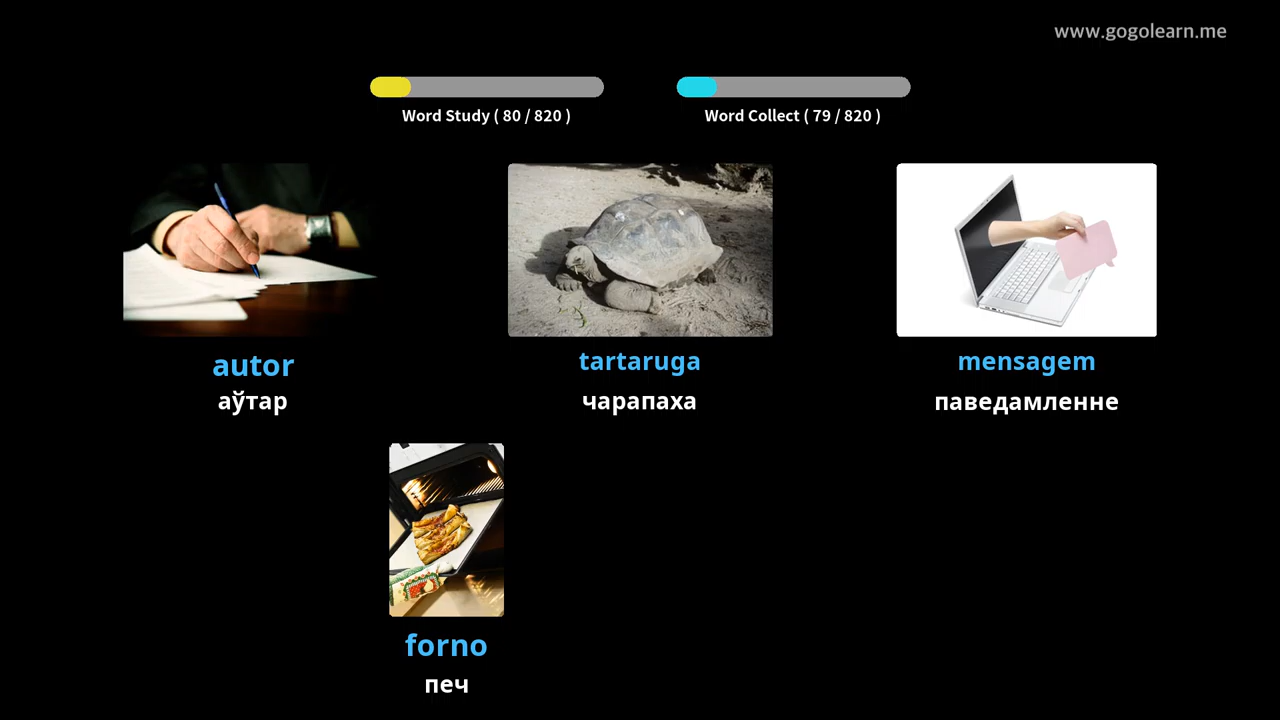 www.gogolearn.me
Word Study ( 80 / 820 )
Word Collect ( 79 / 820 )
autor
аўтар
tartaruga
чарапаха
mensagem
паведамленне
forno
печ